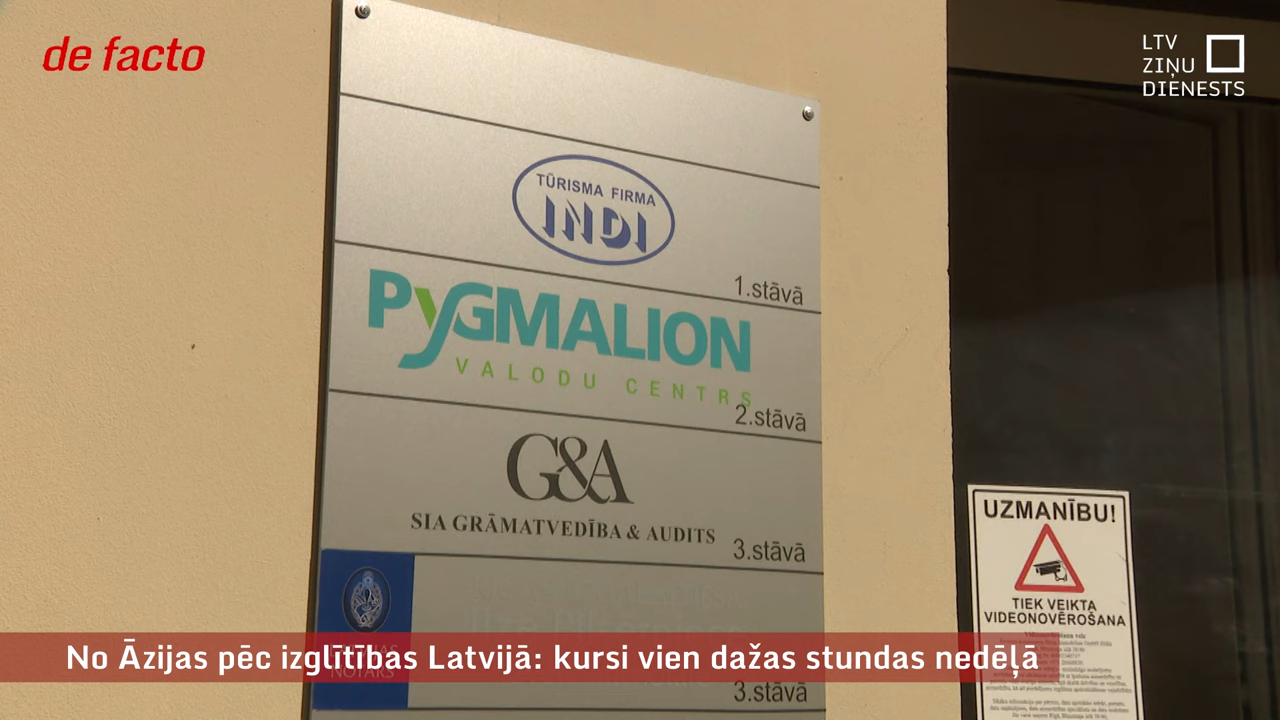 de facto
LTV
ZIŅU
DIENESTS
TŪRISMA FIRMA
INDI
1.stāvā
PYGMALION
VALODU CENTRS
2.stāvā
G&A
SIA GRĀMATVEDĪBA & AUDITS
3.stāvā
UZMANĪBU!
TIEK VEIKTA
VIDEONOVĒROŠANA
No Āzijas pēc izglītības Latvijā: kursi vien dažas stundas nedēļā
NOTĀRS
3.stāvā